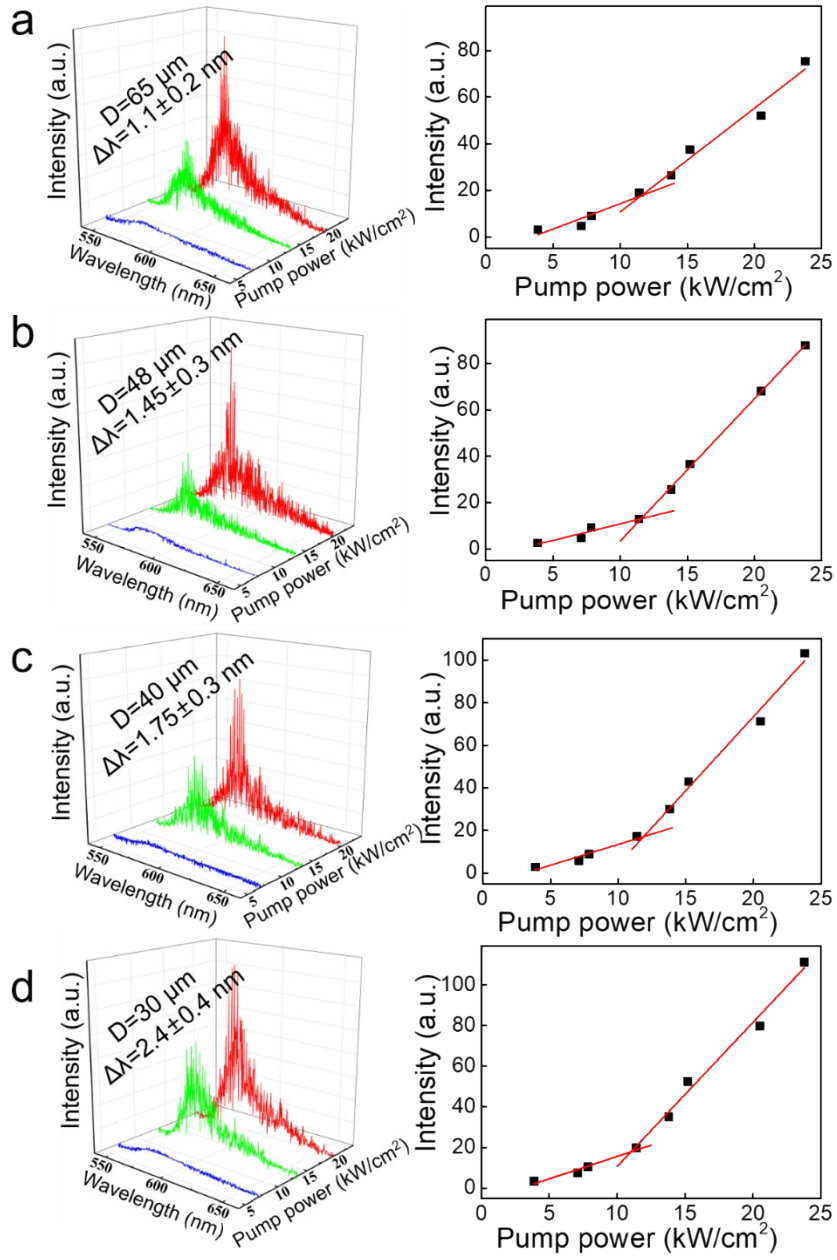 a
Intensity (a.u.)
D=65 μm
Δλ=1.1±0.2 nm
550
600
650
Wavelength (nm)
5
10
15
20
Pump power (kW/cm²)
Intensity (a.u.)
80
60
40
20
0
0 5 10 15 20 25
Pump power (kW/cm²)
b
Intensity (a.u.)
D=48 μm
Δλ=1.45±0.3 nm
550
600
650
Wavelength (nm)
5
10
15
20
Pump power (kW/cm²)
Intensity (a.u.)
80
60
40
20
0
0 5 10 15 20 25
Pump power (kW/cm²)
c
Intensity (a.u.)
D=40 μm
Δλ=1.75±0.3 nm
550
600
650
Wavelength (nm)
5
10
15
20
Pump power (kW/cm²)
Intensity (a.u.)
100
80
60
40
20
0
0 5 10 15 20 25
Pump power (kW/cm²)
d
Intensity (a.u.)
D=30 μm
Δλ=2.4±0.4 nm
550
600
650
Wavelength (nm)
5
10
15
20
Pump power (kW/cm²)
Intensity (a.u.)
100
80
60
40
20
0
0 5 10 15 20 25
Pump power (kW/cm²)